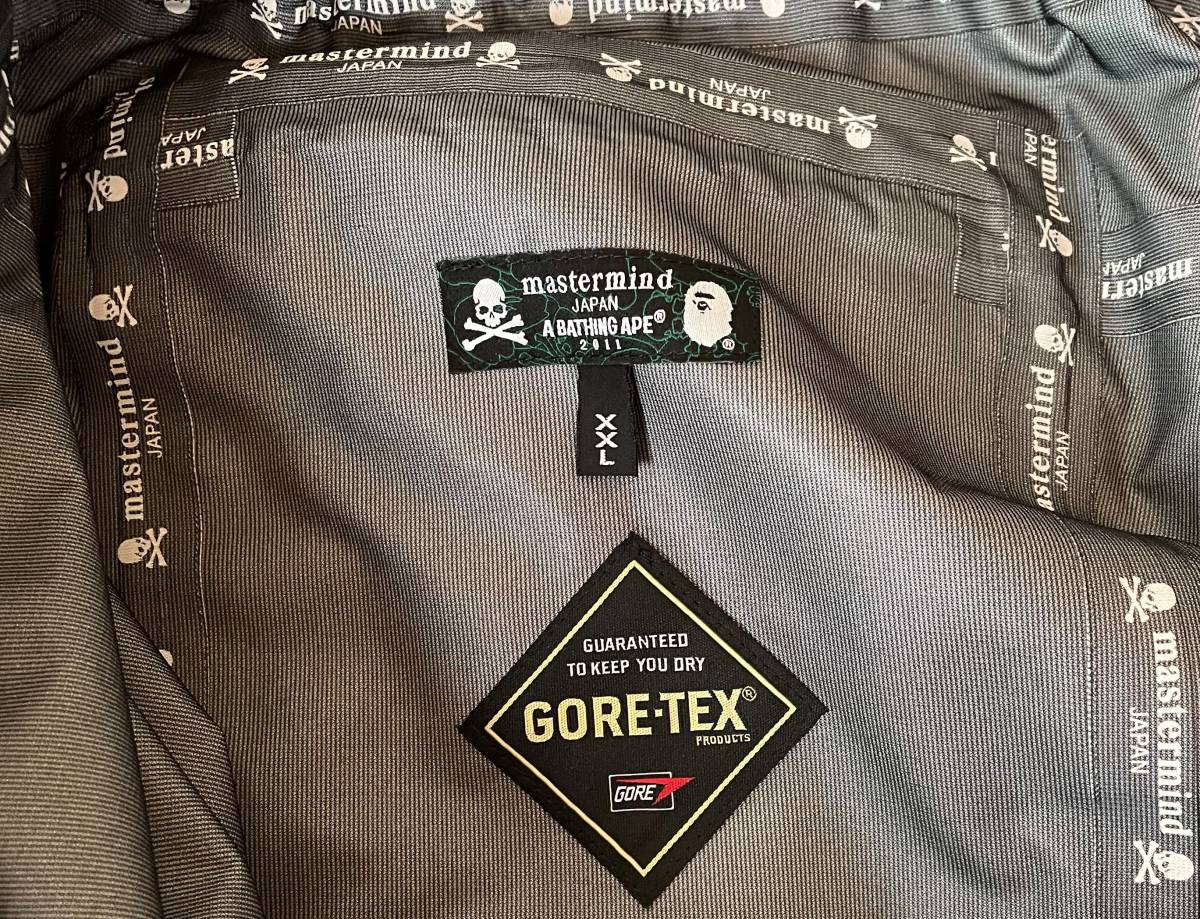 mastermind
JAPAN
mastermind
JAPAN
mastermind
JAPAN
mastermind
JAPAN
A BATHING APE®
2011
®
XXL
mastermind
JAPAN
mastermind
JAPAN
GUARANTEED
TO KEEP YOU DRY
GORE-TEX®
PRODUCTS
GORE
mastermind
JAPAN